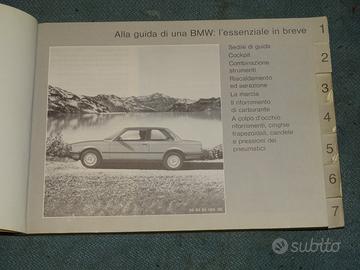 Alla guida di una BMW: l'essenziale in breve
Sedile di guida
Cockpit
Combinazione
strumenti
Riscaldamento
ed aerazione
La marcia
Il rifornimento
di carburante
A colpo d'occhio
rifornimenti, cinghie
trapezoidali, candele
e pressioni dei
pneumatici
1
2
3
4
5
6
7
subito